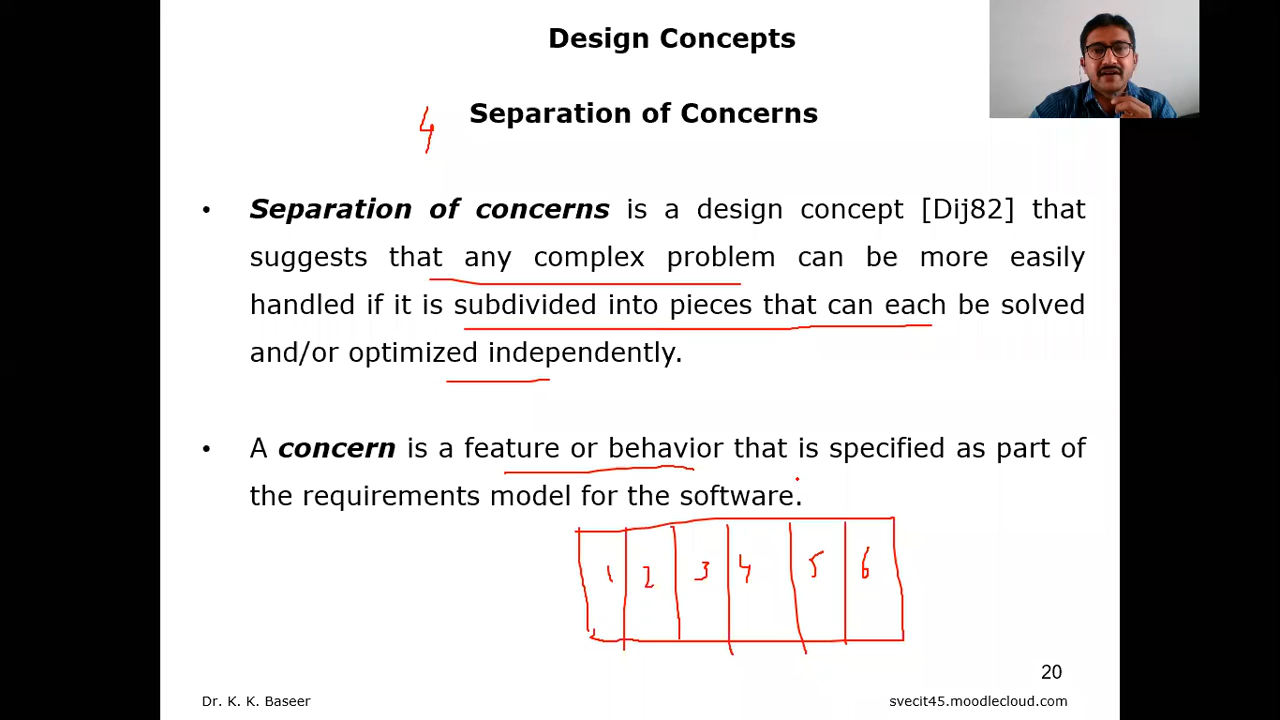 Design Concepts
4 Separation of Concerns
• Separation of concerns is a design concept [Dij82] that
suggests that any complex problem can be more easily
handled if it is subdivided into pieces that can each be solved
and/or optimized independently.
• A concern is a feature or behavior that is specified as part of
the requirements model for the software.
1 2 3 4 5 6
20
Dr. K. K. Baseer svecit45.moodlecloud.com